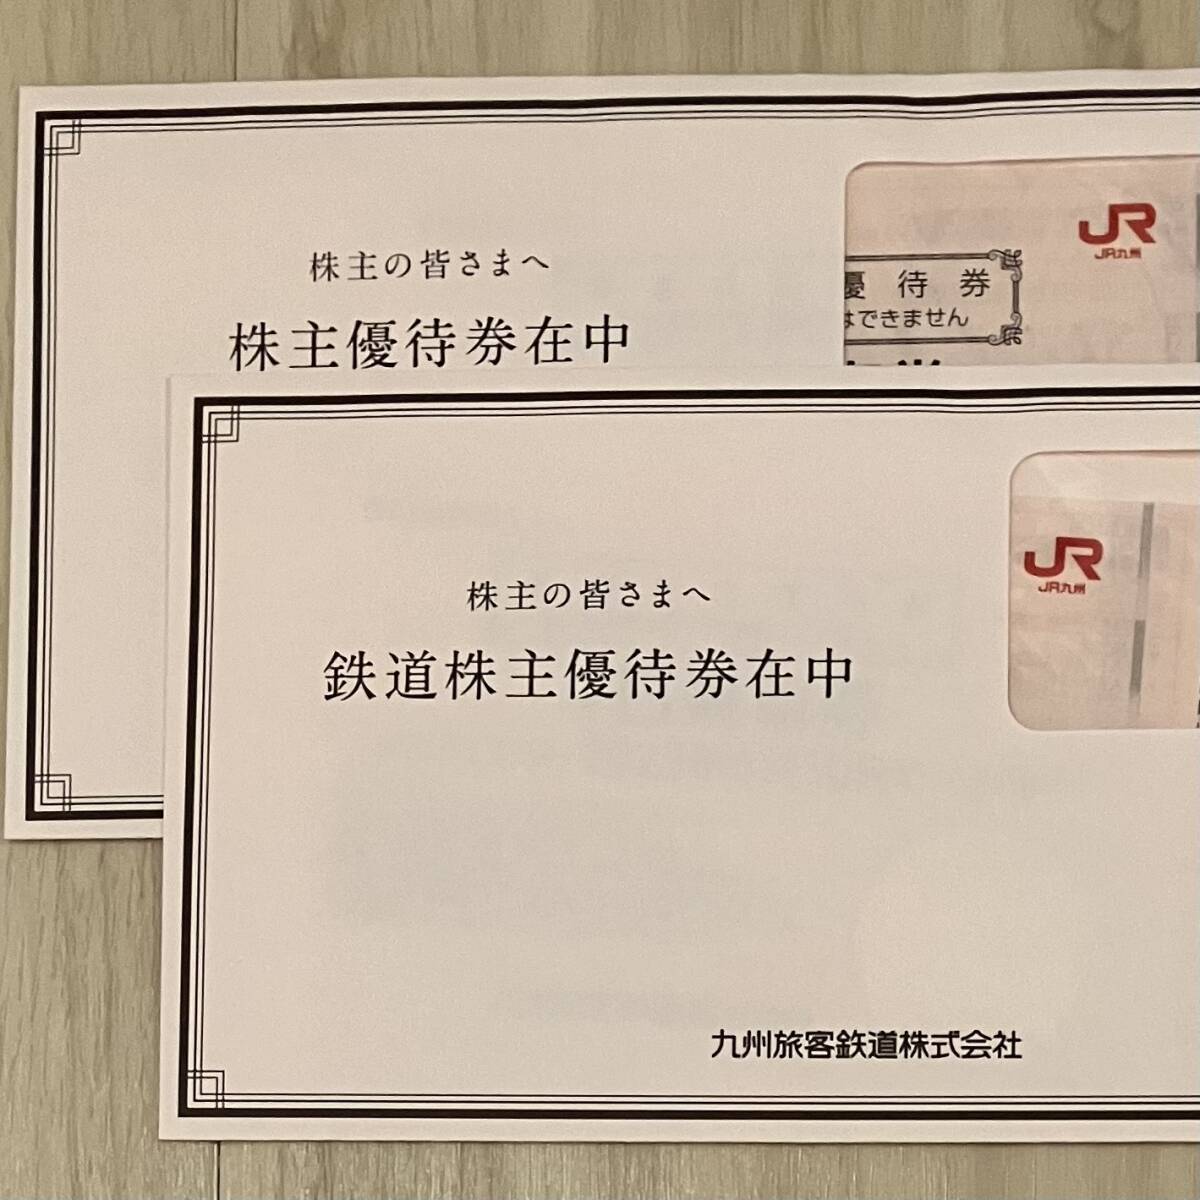 株主の皆さまへ
株主優待券在中
JR
JR九州
優待券
はできません
株主の皆さまへ
鉄道株主優待券在中
JR
JR九州
九州旅客鉄道株式会社